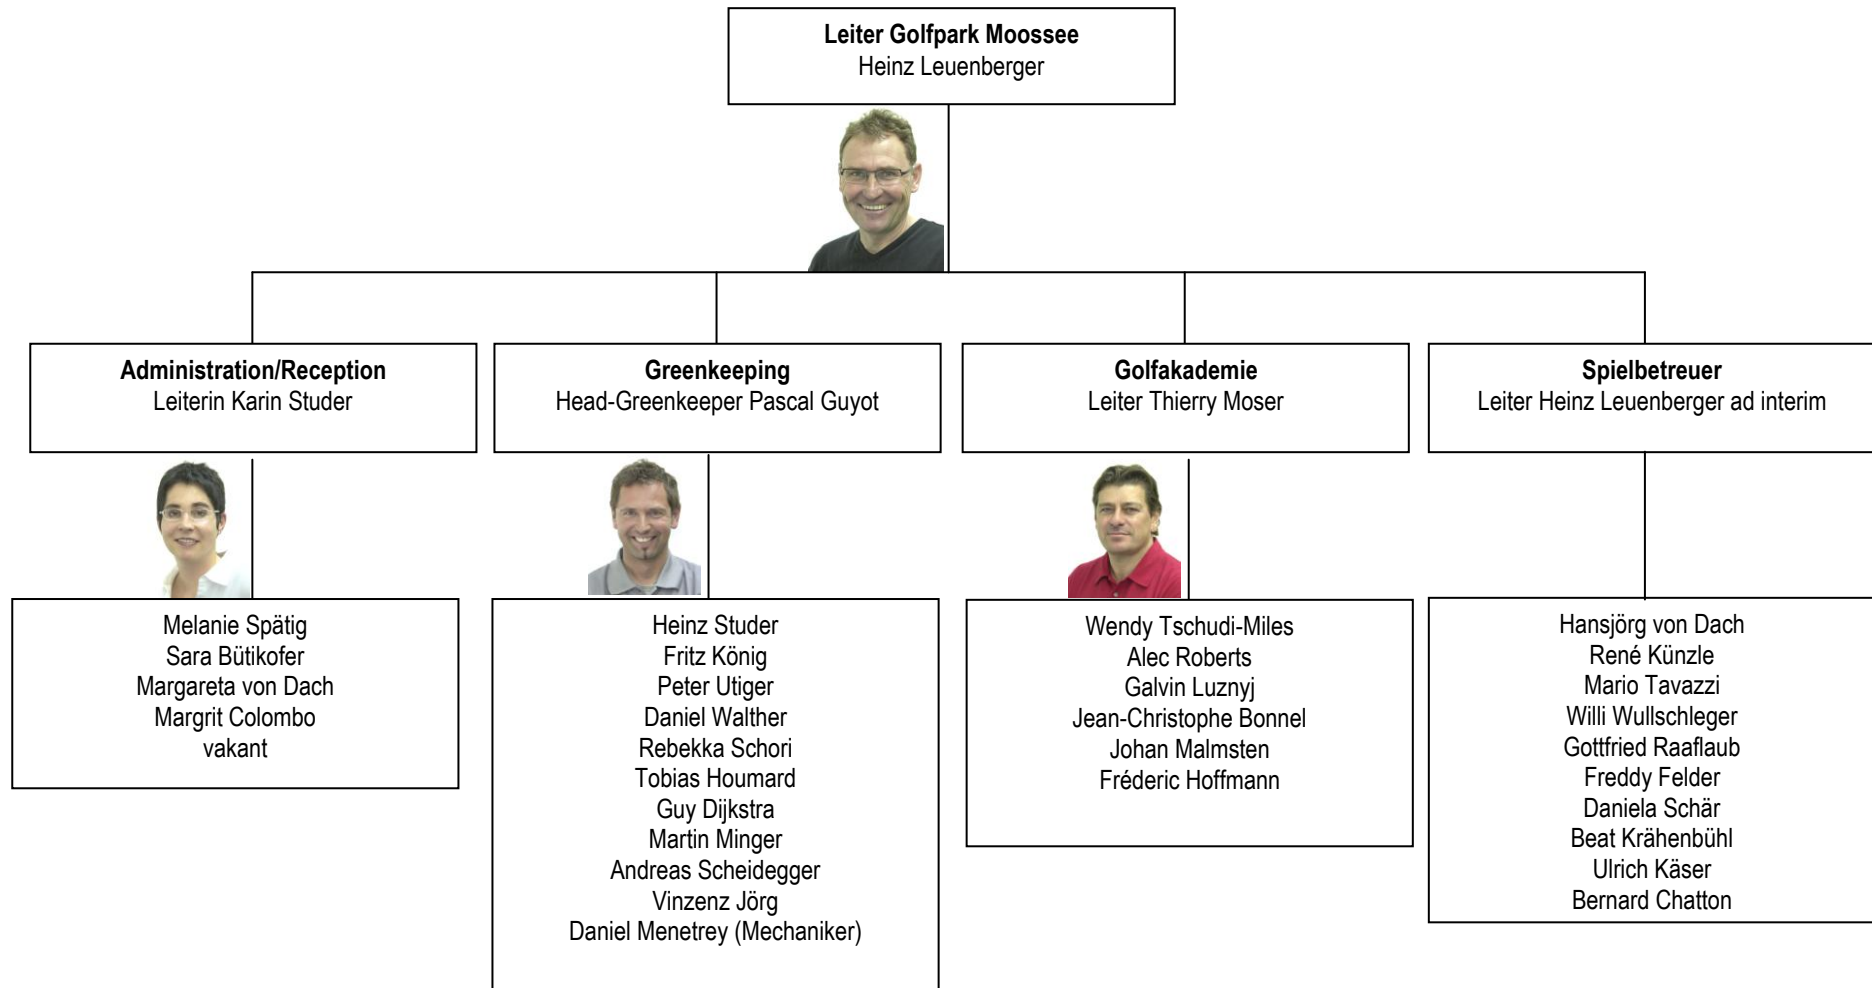 Leiter Golfpark Moossee
Heinz Leuenberger
Administration/Reception
Leiterin Karin Studer
Greenkeeping
Head-Greenkeeper Pascal Guyot
Golfakademie
Leiter Thierry Moser
Spielbetreuer
Leiter Heinz Leuenberger ad interim
Melanie Spätig
Sara Bütikofer
Margareta von Dach
Margrit Colombo
vakant
Heinz Studer
Fritz König
Peter Utiger
Daniel Walther
Rebekka Schori
Tobias Houmard
Guy Dijkstra
Martin Minger
Andreas Scheidegger
Vinzenz Jörg
Daniel Menetrey (Mechaniker)
Wendy Tschudi-Miles
Alec Roberts
Galvin Luznyj
Jean-Christophe Bonnel
Johan Malmsten
Fréderic Hoffmann
Hansjörg von Dach
René Künzle
Mario Tavazzi
Willi Wullschleger
Gottfried Raaflaub
Freddy Felder
Daniela Schär
Beat Krähenbühl
Ulrich Käser
Bernard Chatton